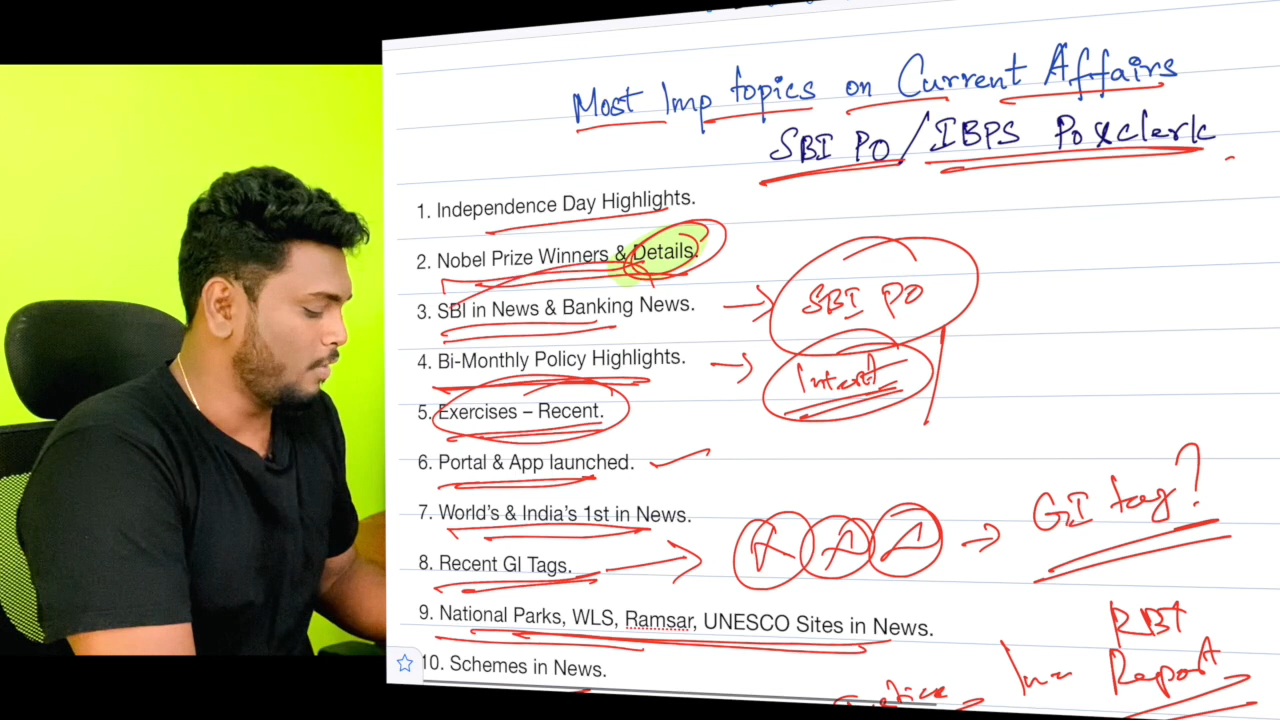 Most Imp topics on Current Affairs
SBI PO / IBPS PO & clerk
1. Independence Day Highlights.
2. Nobel Prize Winners & Details.
3. SBI in News & Banking News. → SBI PO
4. Bi-Monthly Policy Highlights. →
5. Exercises – Recent.
6. Portal & App launched.
7. World's & India's 1st in News.
8. Recent GI Tags. → → GI tag?
9. National Parks, WLS, Ramsar, UNESCO Sites in News.
10. Schemes in News.
Report